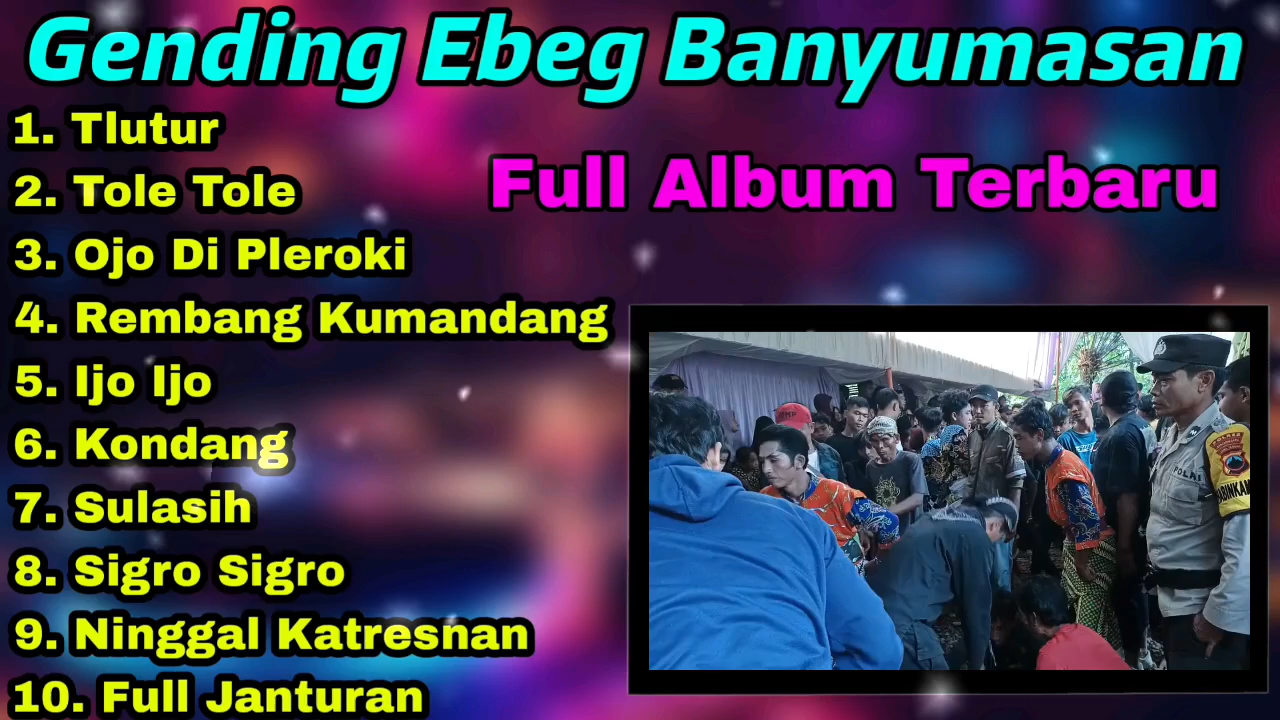 Gending Ebeg Banyumasan
Full Album Terbaru
1. Tlutur
2. Tole Tole
3. Ojo Di Pleroki
4. Rembang Kumandang
5. Ijo Ijo
6. Kondang
7. Sulasih
8. Sigro Sigro
9. Ninggal Katresnan
10. Full Janturan
POLRI